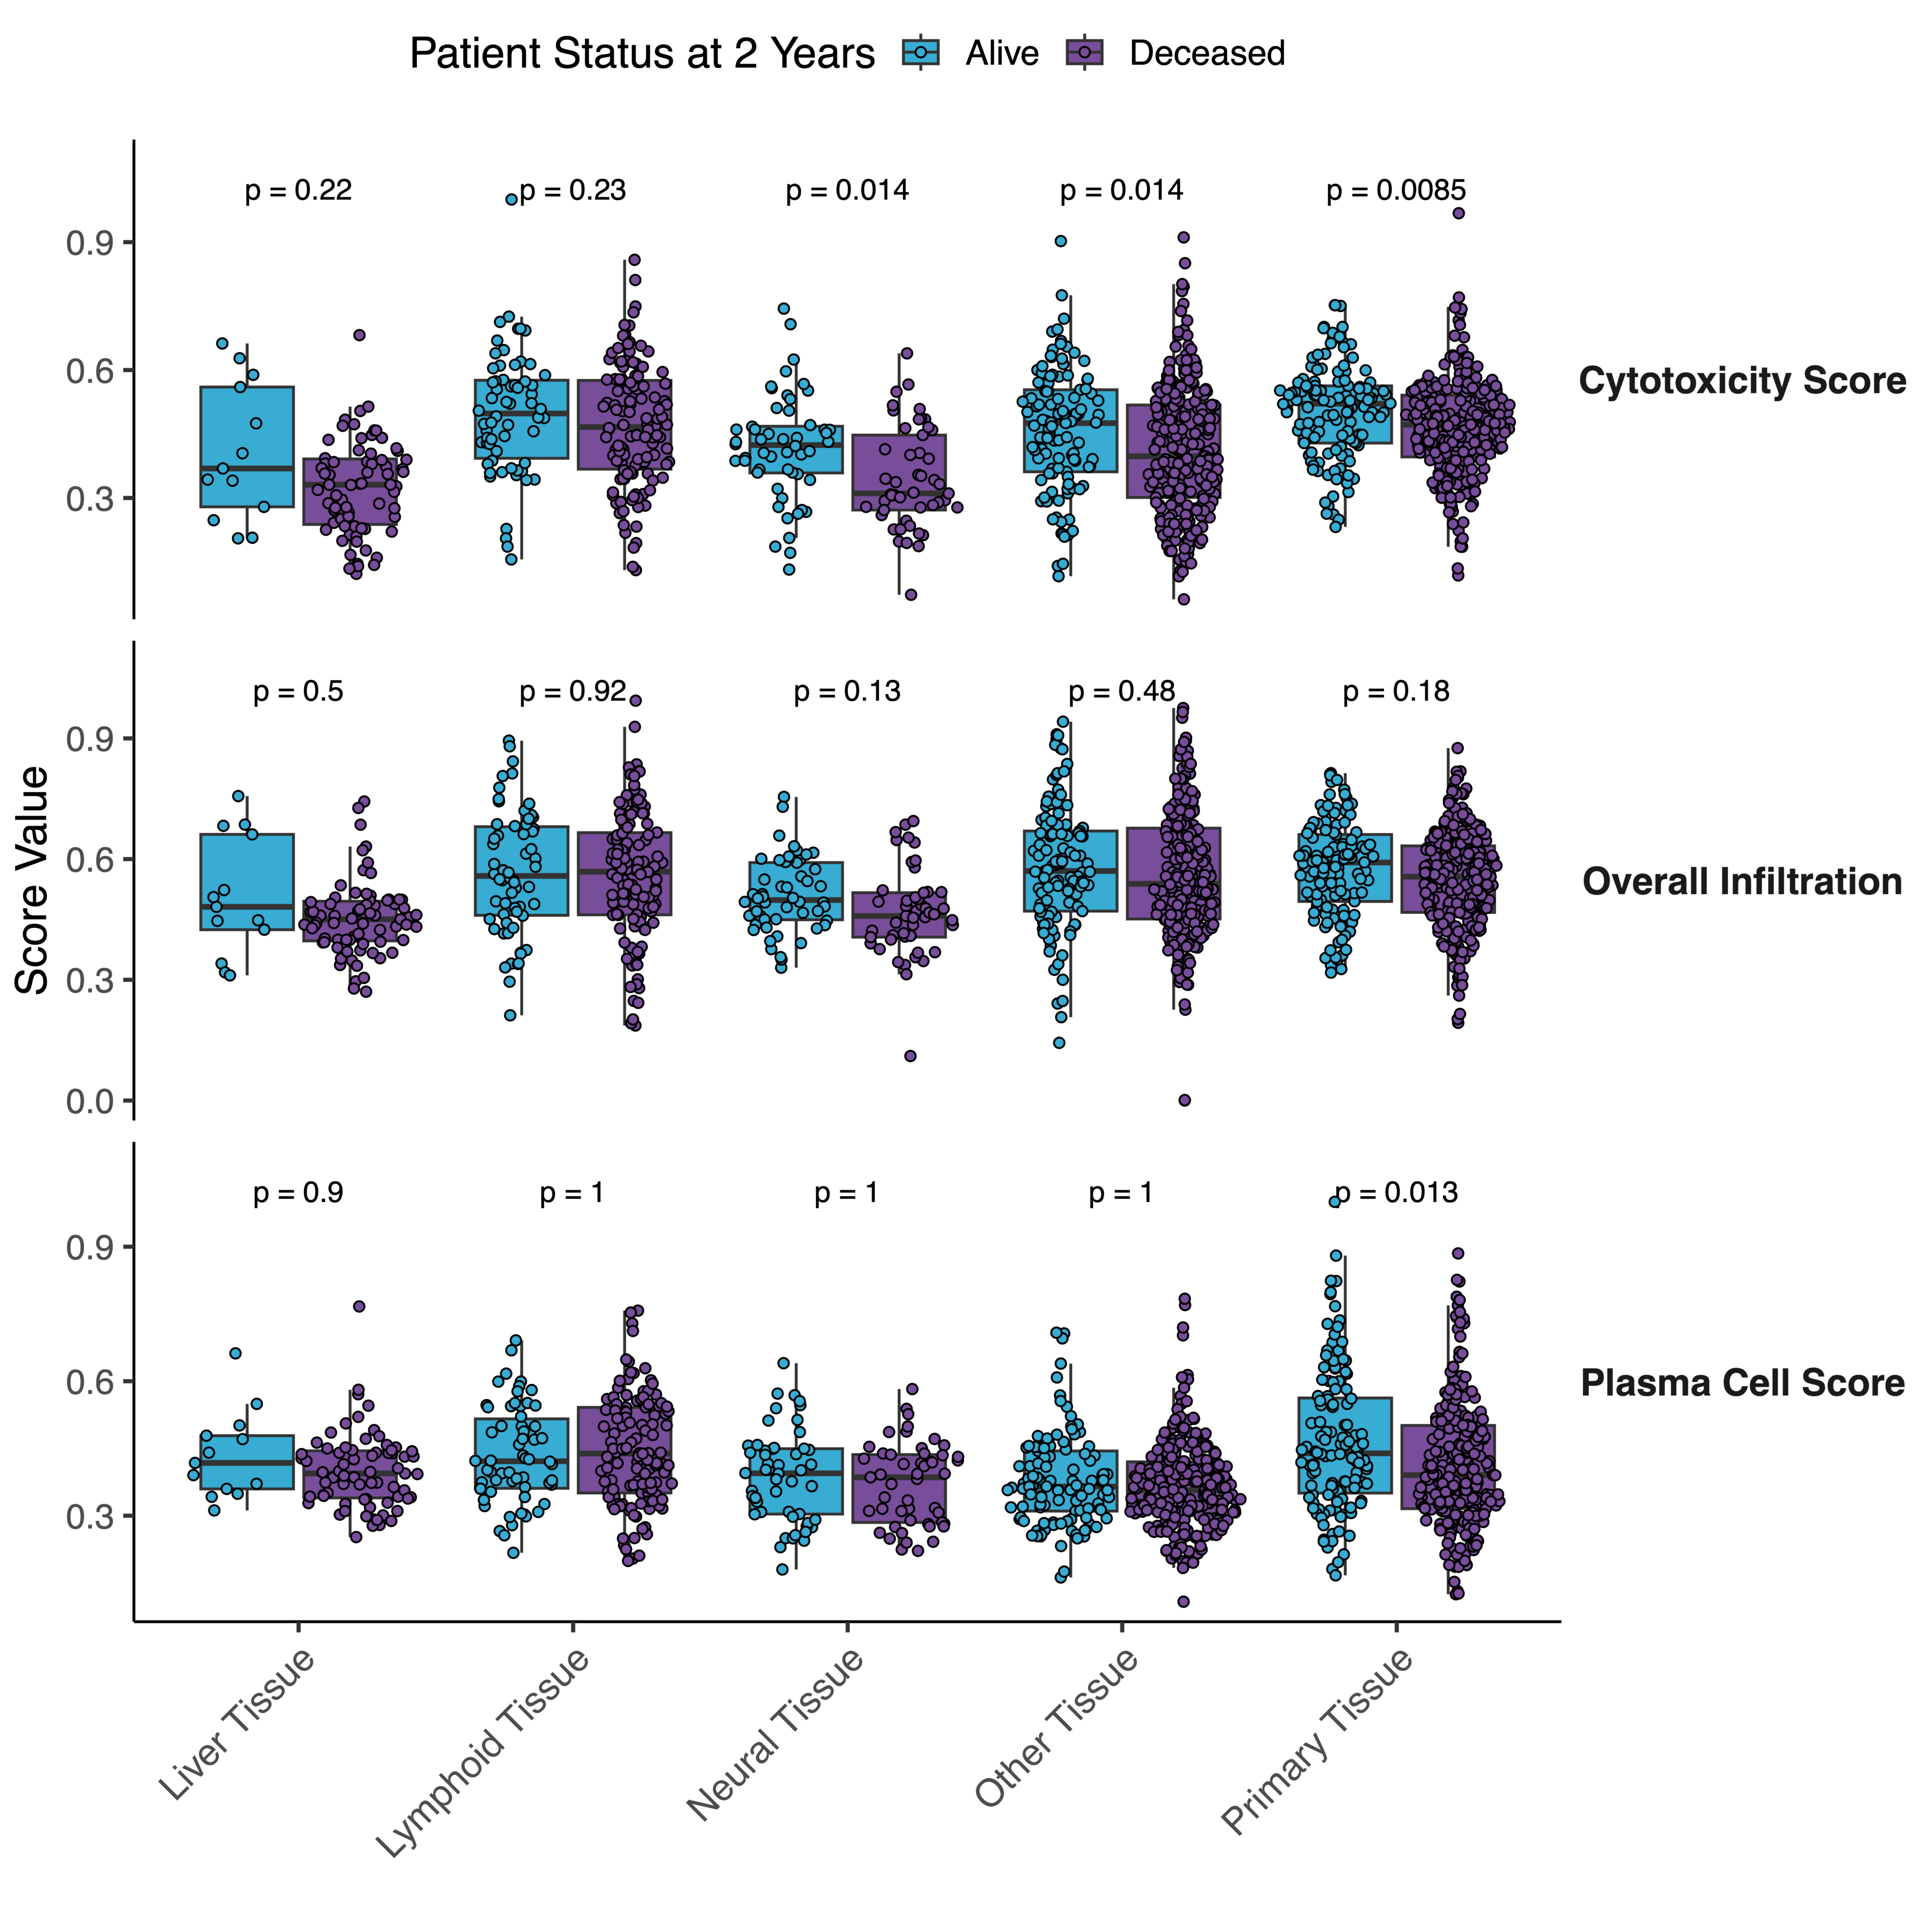 Patient Status at 2 Years Alive Deceased
p = 0.22 p = 0.23 p = 0.014 p = 0.014 p = 0.0085
0.9
0.6
0.3
Cytotoxicity Score
p = 0.5 p = 0.92 p = 0.13 p = 0.48 p = 0.18
0.9
0.6
0.3
0.0
Overall Infiltration
Score Value
p = 0.9 p = 1 p = 1 p = 1 p = 0.013
0.9
0.6
0.3
Plasma Cell Score
Liver Tissue
Lymphoid Tissue
Neural Tissue
Other Tissue
Primary Tissue